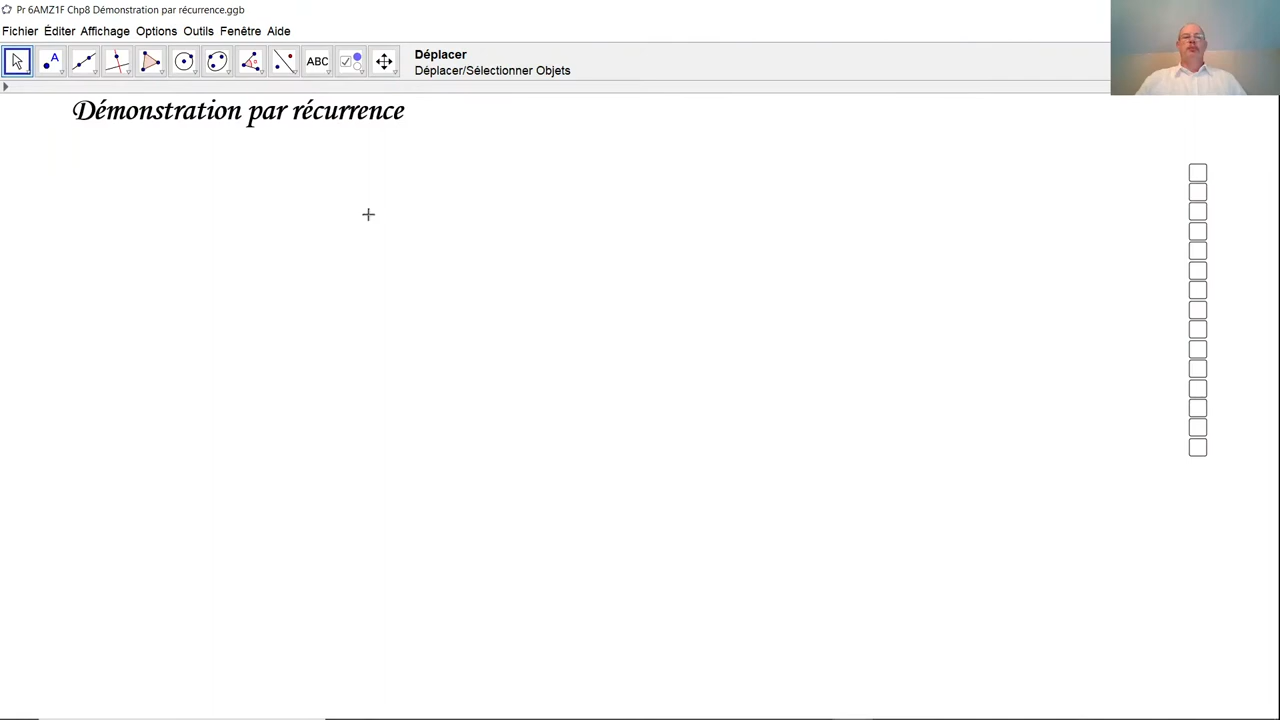 Pr 6AMZ1F Chp8 Démonstration par récurrence.ggb
Fichier Éditer Affichage Options Outils Fenêtre Aide
A
ABC
Déplacer
Déplacer/Sélectionner Objets
Démonstration par récurrence